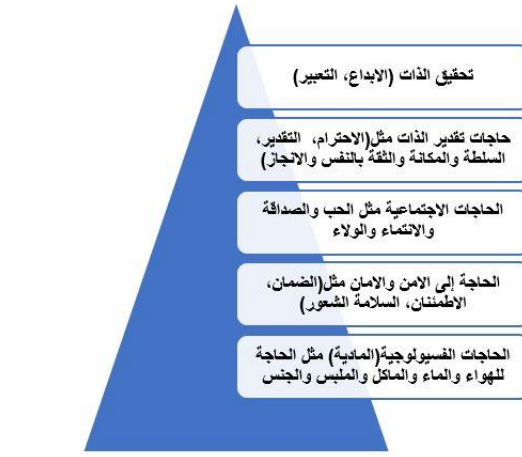 تحقيق الذات (الابداع، التعبير)
حاجات تقدير الذات مثل(الاحترام، التقدير،
السلطة والمكانة والثقة بالنفس والانجاز)
الحاجات الاجتماعية مثل الحب والصداقة
والانتماء والولاء
الحاجة إلى الامن والامان مثل(الضمان،
الاطمئنان، السلامة الشعور)
الحاجات الفسيولوجية(المادية) مثل الحاجة
للهواء والماء والماكل والملبس والجنس